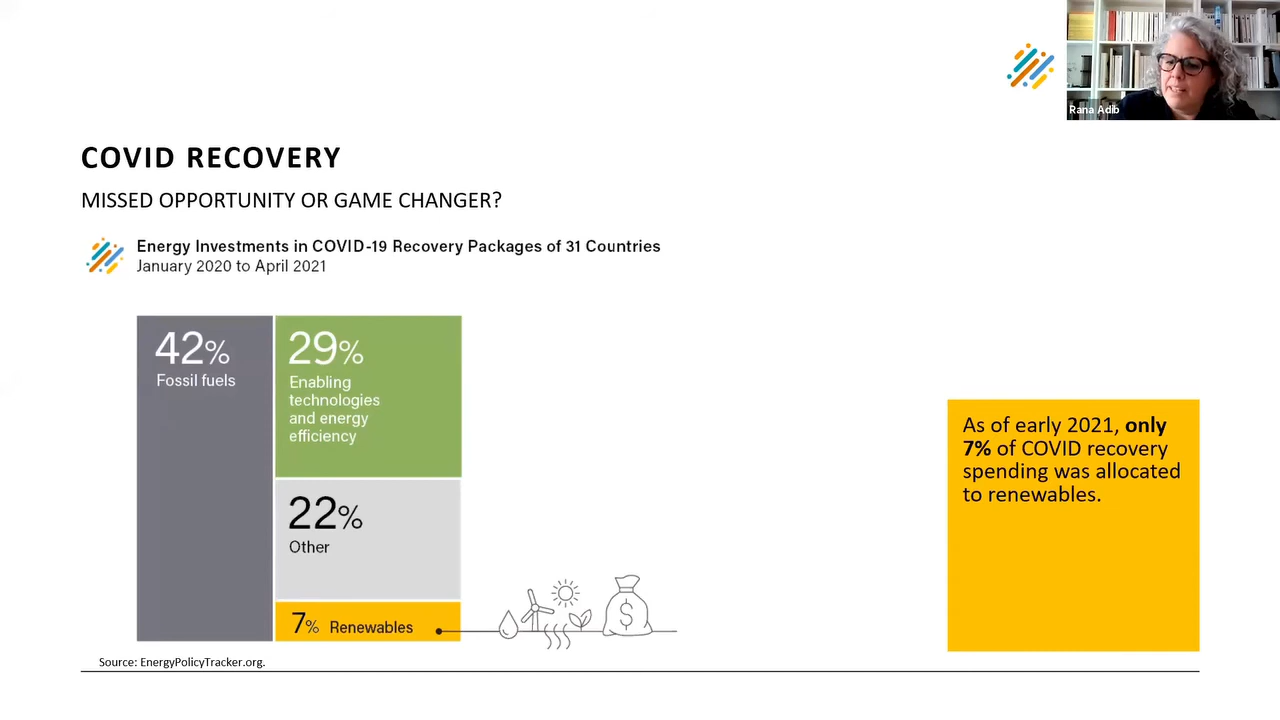 Rana Adib
COVID RECOVERY
MISSED OPPORTUNITY OR GAME CHANGER?
Energy Investments in COVID-19 Recovery Packages of 31 Countries
January 2020 to April 2021
42%
Fossil fuels
29%
Enabling
technologies
and energy
efficiency
22%
Other
7% Renewables
$
As of early 2021, only
7% of COVID recovery
spending was allocated
to renewables.
Source: EnergyPolicyTracker.org.